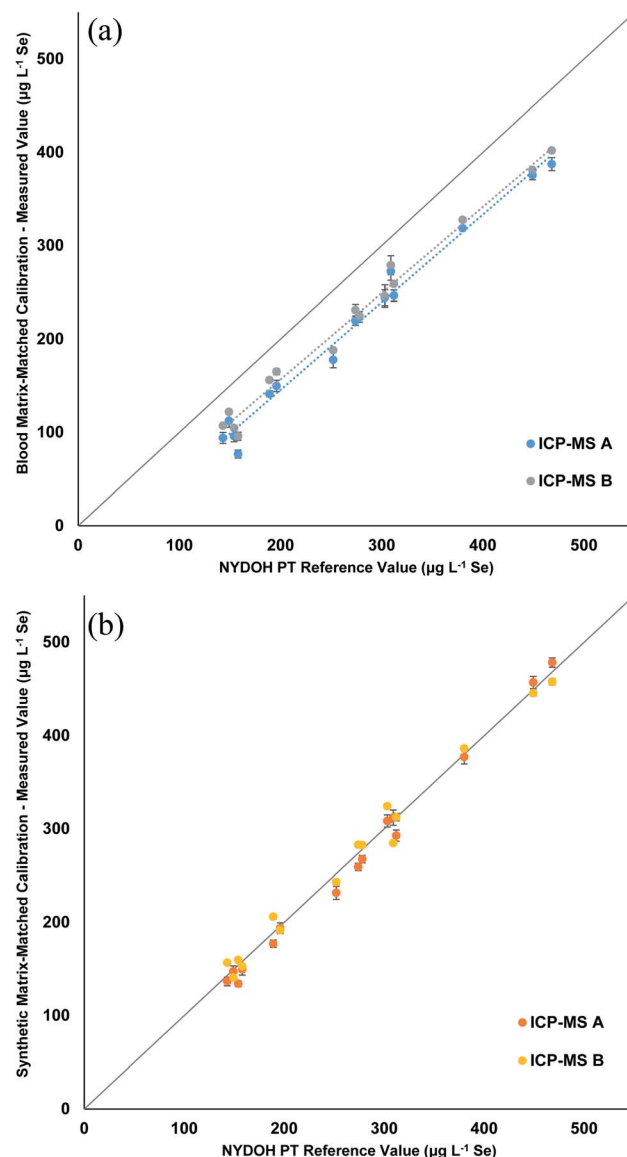 (a)
Blood Matrix-Matched Calibration - Measured Value (µg L⁻¹ Se)
500
400
300
200
100
0
ICP-MS A
ICP-MS B
0 100 200 300 400 500
NYDOH PT Reference Value (µg L⁻¹ Se)
(b)
Synthetic Matrix-Matched Calibration - Measured Value (µg L⁻¹ Se)
500
400
300
200
100
0
ICP-MS A
ICP-MS B
0 100 200 300 400 500
NYDOH PT Reference Value (µg L⁻¹ Se)